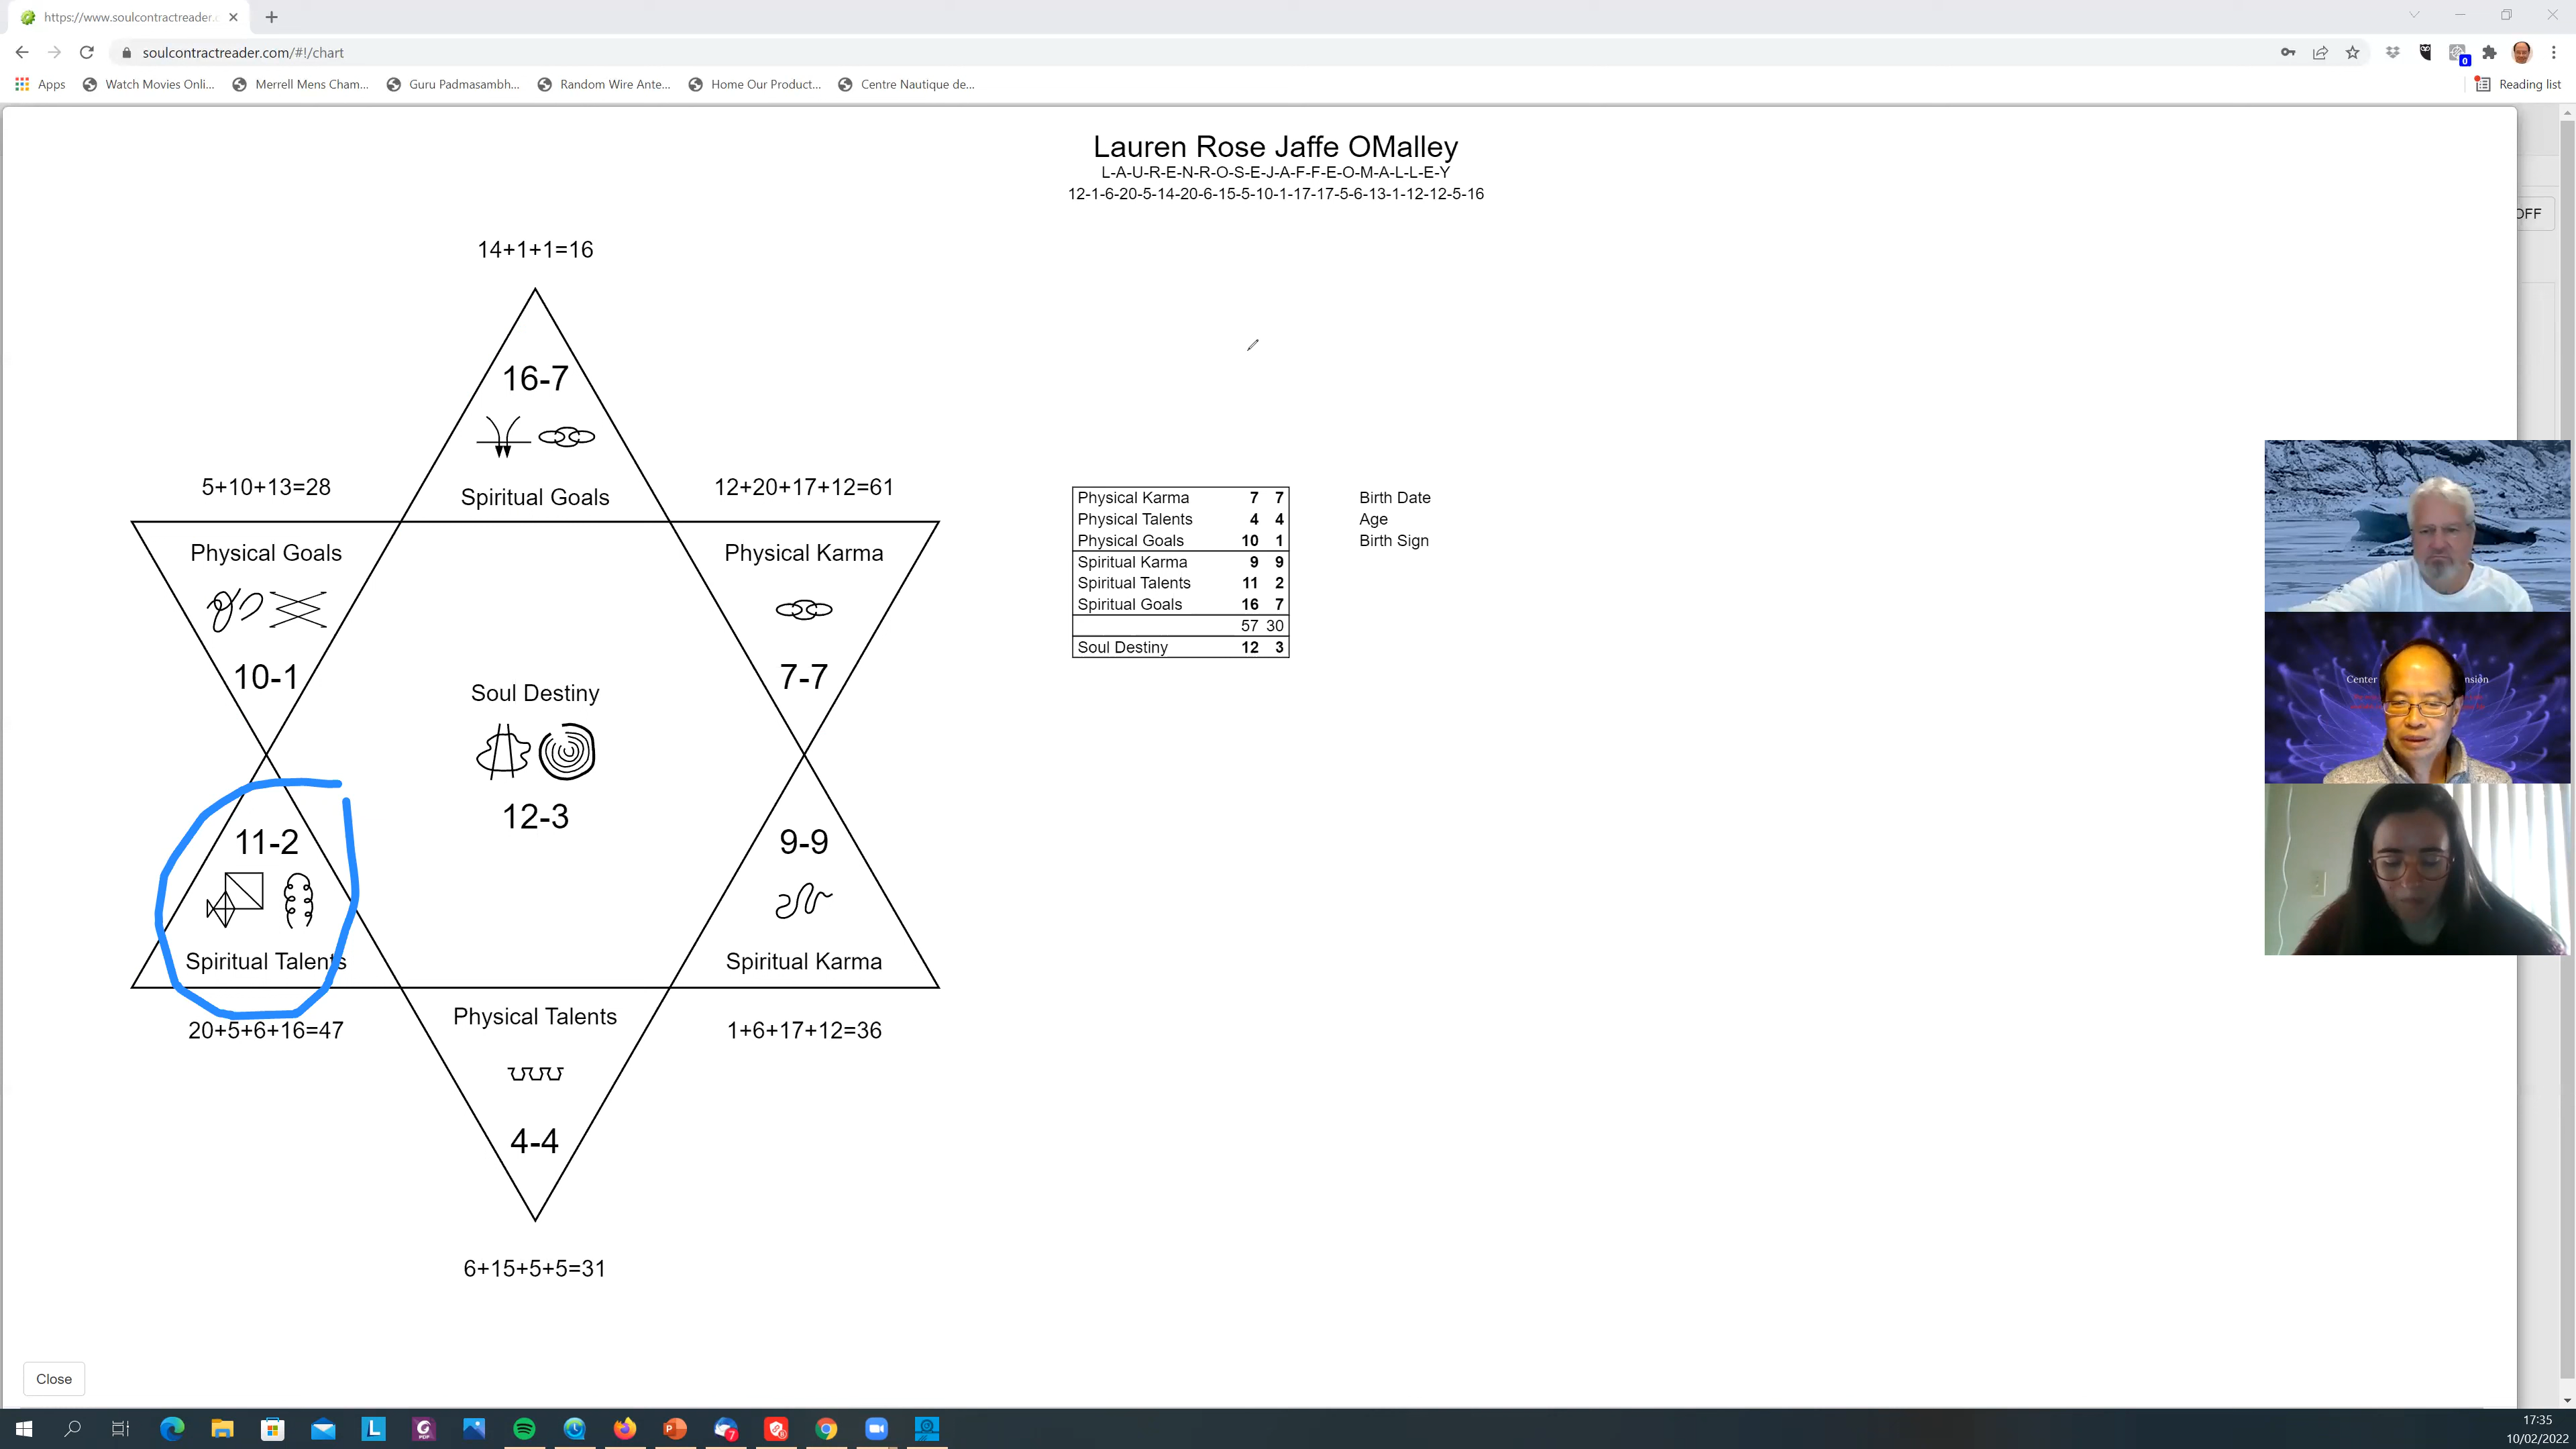 https://www.soulcontractreader.c
soulcontractreader.com/#!/chart
0
Apps Watch Movies Onli... Merrell Mens Cham... Guru Padmasambh... Random Wire Ante... Home Our Product... Centre Nautique de... Reading list
Lauren Rose Jaffe OMalley
L-A-U-R-E-N-R-O-S-E-J-A-F-F-E-O-M-A-L-L-E-Y
12-1-6-20-5-14-20-6-15-5-10-1-17-17-5-6-13-1-12-12-5-16
OFF
14+1+1=16
16-7
Spiritual Goals
5+10+13=28
12+20+17+12=61
Physical Goals
10-1
Physical Karma
7-7
Soul Destiny
12-3
11-2
Spiritual Talents
20+5+6+16=47
9-9
Spiritual Karma
1+6+17+12=36
Physical Talents
4-4
6+15+5+5=31
Physical Karma 7 7
Physical Talents 4 4
Physical Goals 10 1
Spiritual Karma 9 9
Spiritual Talents 11 2
Spiritual Goals 16 7
57 30
Soul Destiny 12 3
Birth Date
Age
Birth Sign
Center nsion
Close
L PDF P 7
17:35
10/02/2022